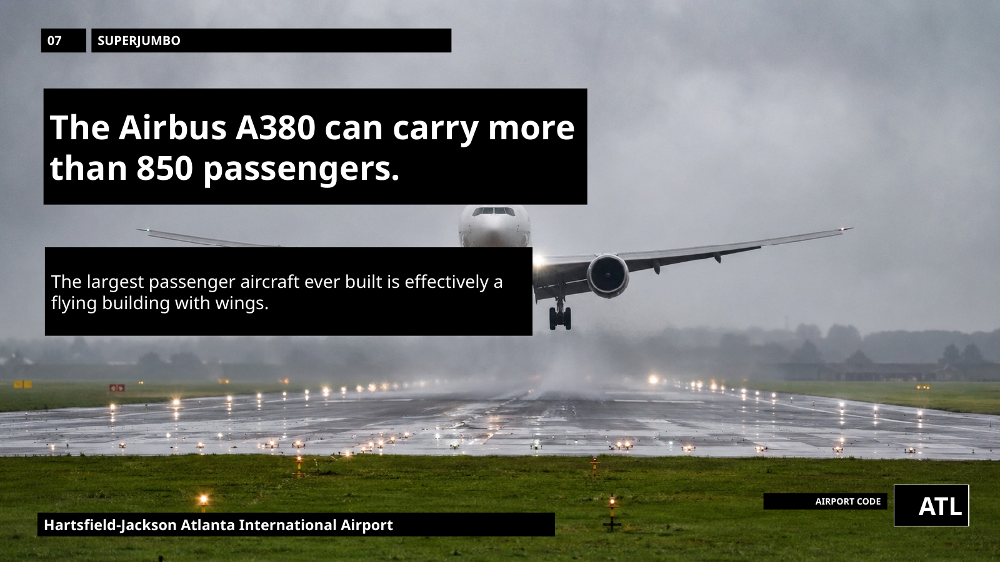 07
SUPERJUMBO
The Airbus A380 can carry more
than 850 passengers.
The largest passenger aircraft ever built is effectively a
flying building with wings.
AIRPORT CODE
ATL
Hartsfield-Jackson Atlanta International Airport